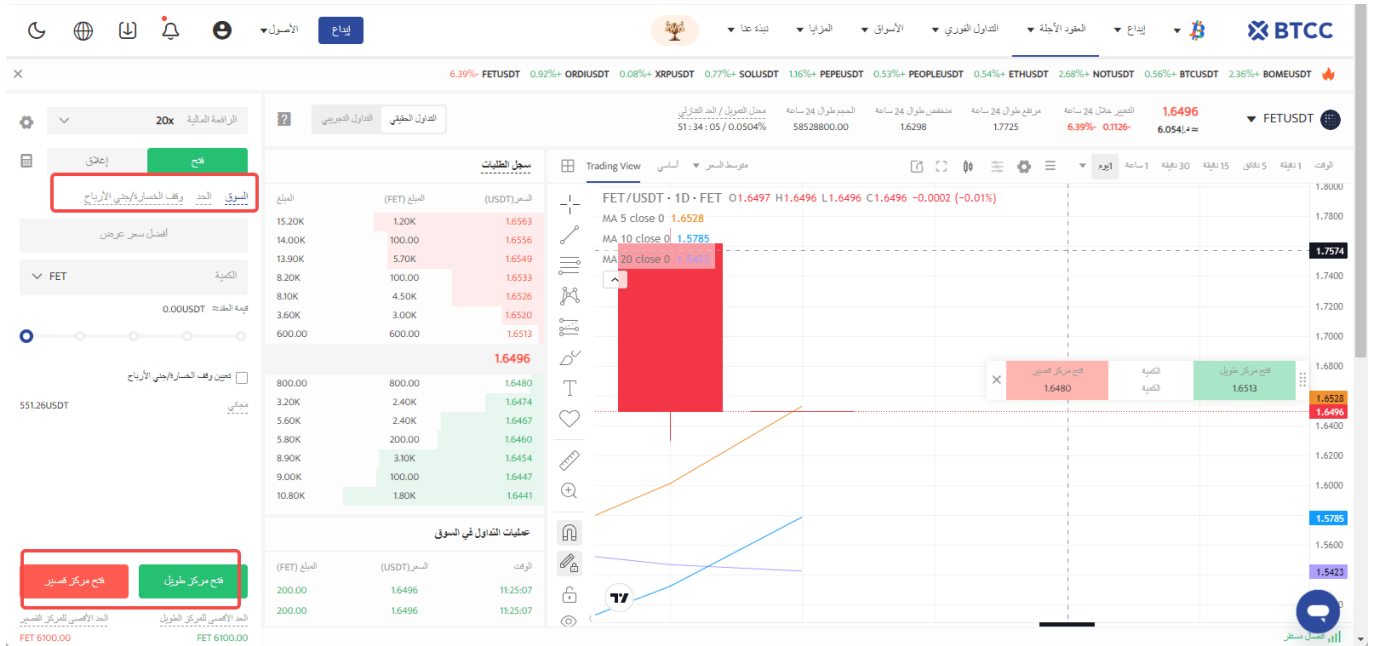 BTCC
إيداع
العقود الآجلة
التداول الفوري
الأسواق
المزايا
نبذة عنا
إيداع
الأصول
6.39%- FETUSDT 0.92%+ ORDIUSDT 0.08%+ XRPUSDT 0.77%+ SOLUSDT 1.16%+ PEPEUSDT 0.53%+ PEOPLEUSDT 0.54%+ ETHUSDT 2.68%+ NOTUSDT 0.56%+ BTCUSDT 2.36%+ BOMEUSDT
FETUSDT
1.6496
التغيير خلال 24 ساعة
6.39%- 0.1126-
مرتفع طوال 24 ساعة
1.7725
منخفض طوال 24 ساعة
1.6298
الحجم طوال 24 ساعة
58528800.00
معدل التمويل / العد التنازلي
51 : 34 : 05 / 0.0504%
التداول الحقيقي
التداول التجريبي
الرافعة المالية 20x
فتح
إغلاق
السوق
الحد
وقف الخسارة/جني الأرباح
أفضل سعر عرض
الكمية
FET
قيمة العقد≈ 0.00USDT
تعيين وقف الخسارة/جني الأرباح
مجاني
551.26USDT
فتح مركز طويل
فتح مركز قصير
الحد الأقصى للمركز الطويل
الحد الأقصى للمركز القصير
FET 6100.00
FET 6100.00
سجل الطلبات
السعر(USDT)
المبلغ (FET)
المبلغ
15.20K 1.20K 1.6563
14.00K 100.00 1.6556
13.90K 5.70K 1.6549
8.20K 100.00 1.6533
8.10K 4.50K 1.6526
3.60K 3.00K 1.6520
600.00 600.00 1.6513
1.6496
800.00 800.00 1.6480
3.20K 2.40K 1.6474
5.60K 2.40K 1.6467
5.80K 200.00 1.6460
8.90K 3.10K 1.6454
9.00K 100.00 1.6447
10.80K 1.80K 1.6441
عمليات التداول في السوق
الوقت
السعر(USDT)
المبلغ (FET)
200.00 1.6496 11:25:07
200.00 1.6496 11:25:07
الوقت
1 دقيقة
5 دقائق
15 دقيقة
30 دقيقة
1 ساعة
1يوم
متوسط السعر
أساسي
Trading View
FET/USDT · 1D · FET O1.6497 H1.6496 L1.6496 C1.6496 −0.0002 (−0.01%)
MA 5 close 0 1.6528
MA 10 close 0 1.5785
MA 20 close 0 1.5423
1.8000
1.7800
1.7574
1.7400
1.7200
1.7000
1.6800
1.6528
1.6496
1.6400
1.6200
1.6000
1.5785
1.5600
1.5423
فتح مركز طويل
1.6513
الكمية
الكمية
فتح مركز قصير
1.6480
اتصال مستقر